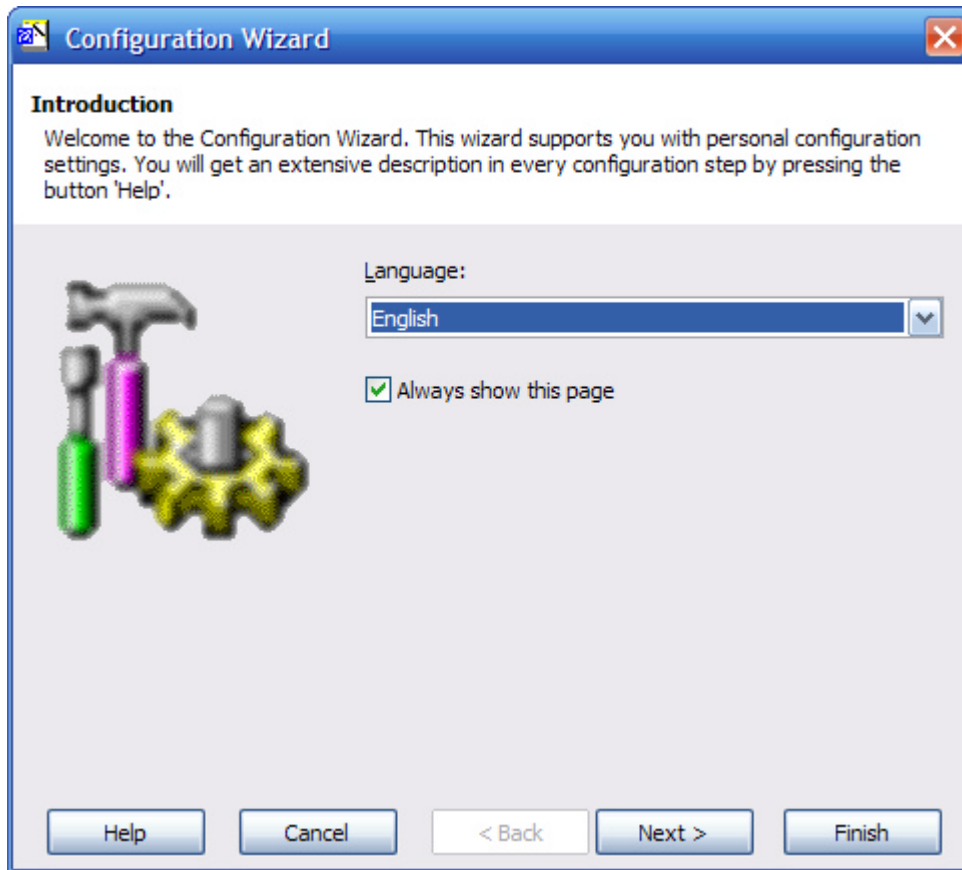 Configuration Wizard
Introduction
Welcome to the Configuration Wizard. This wizard supports you with personal configuration
settings. You will get an extensive description in every configuration step by pressing the
button 'Help'.
Language:
English
Always show this page
Help Cancel < Back Next > Finish